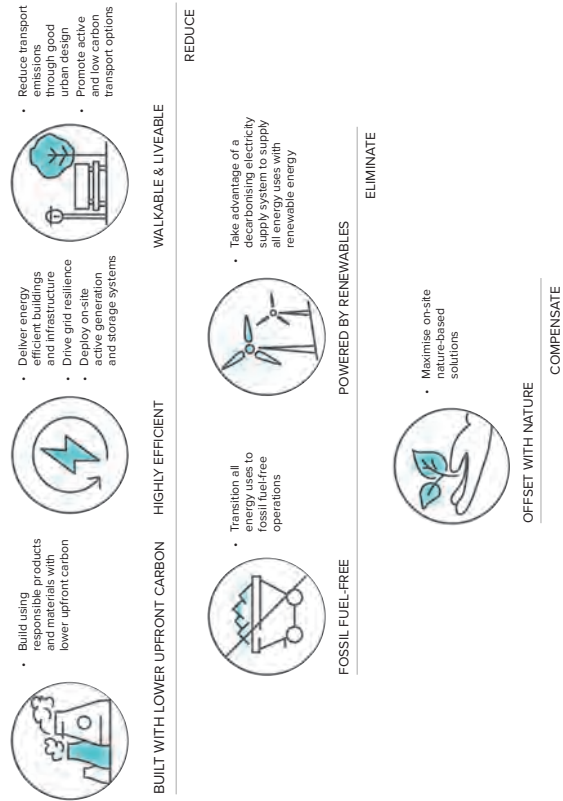 • Build using
responsible products
and materials with
lower upfront carbon
BUILT WITH LOWER UPFRONT CARBON
• Deliver energy
efficient buildings
and infrastructure
• Drive grid resilience
• Deploy on-site
active generation
and storage systems
HIGHLY EFFICIENT
• Reduce transport
emissions
through good
urban design
• Promote active
and low carbon
transport options
WALKABLE & LIVEABLE
REDUCE
• Transition all
energy uses to
fossil fuel-free
operations
FOSSIL FUEL-FREE
• Take advantage of a
decarbonising electricity
supply system to supply
all energy uses with
renewable energy
POWERED BY RENEWABLES
ELIMINATE
• Maximise on-site
nature-based
solutions
OFFSET WITH NATURE
COMPENSATE